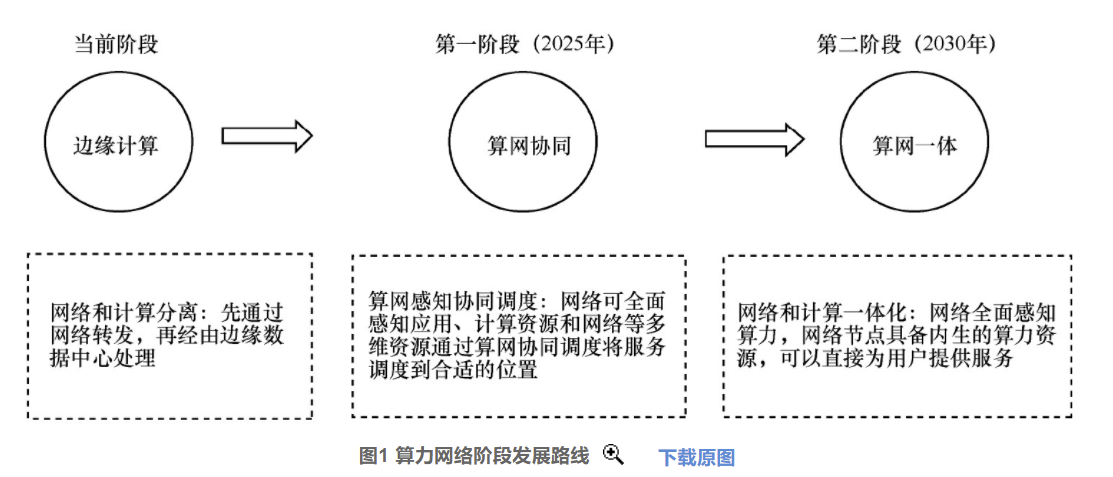 当前阶段
第一阶段（2025年）
第二阶段（2030年）
边缘计算
算网协同
算网一体
网络和计算分离：先通过
网络转发，再经由边缘数
据中心处理
算网感知协同调度：网络可全面
感知应用、计算资源和网络等多
维资源通过算网协同调度将服务
调度到合适的位置
网络和计算一体化：网络全面感知
算力，网络节点具备内生的算力资
源，可以直接为用户提供服务
图1 算力网络阶段发展路线
下载原图